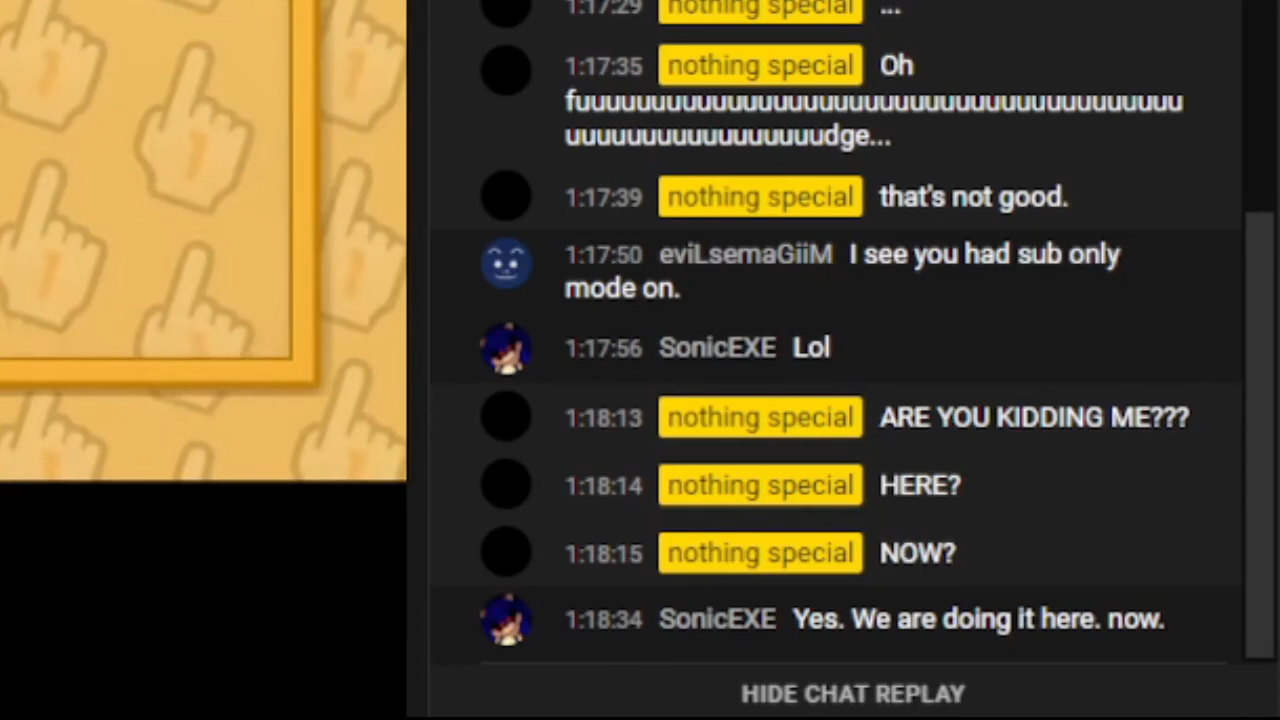 1:17:29 nothing special ...
1:17:35 nothing special Oh
fuuuuuuuuuuuuuuuuuuuuuuuuuuuuuuuuuuuuuuuuuu
uuuuuuuuuuuuuuuuudge...
1:17:39 nothing special that's not good.
1:17:50 eviLsemaGiiM I see you had sub only
mode on.
1:17:56 SonicEXE Lol
1:18:13 nothing special ARE YOU KIDDING ME???
1:18:14 nothing special HERE?
1:18:15 nothing special NOW?
1:18:34 SonicEXE Yes. We are doing it here. now.
HIDE CHAT REPLAY